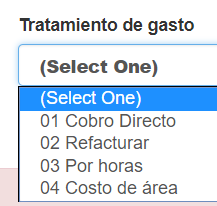 Tratamiento de gasto
(Select One)
(Select One)
01 Cobro Directo
02 Refacturar
03 Por horas
04 Costo de área